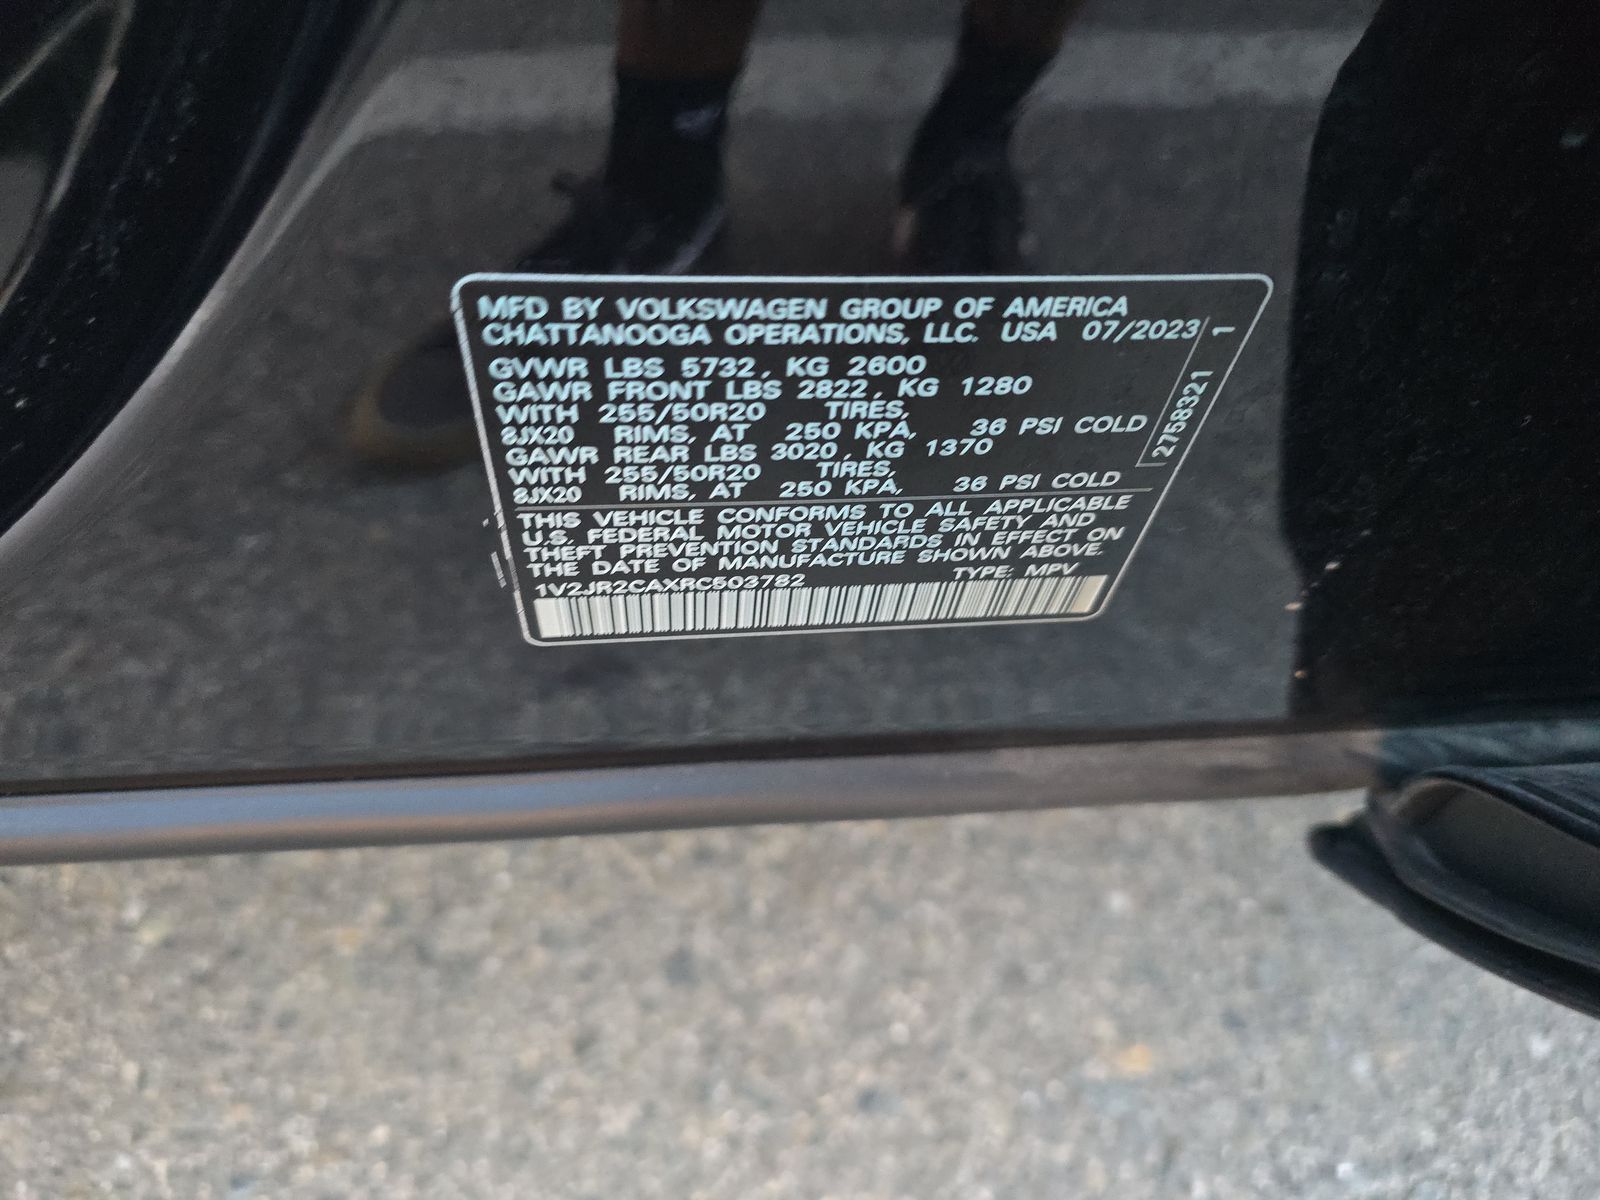 MFD BY VOLKSWAGEN GROUP OF AMERICA
CHATTANOOGA OPERATIONS, LLC. USA 07/2023
GVWR LBS 5732, KG 2600
GAWR FRONT LBS 2822, KG 1280
WITH 255/50R20 TIRES,
8JX20 RIMS, AT 250 KPA, 36 PSI COLD
GAWR REAR LBS 3020, KG 1370
WITH 255/50R20 TIRES,
8JX20 RIMS, AT 250 KPA, 36 PSI COLD
THIS VEHICLE CONFORMS TO ALL APPLICABLE
U.S. FEDERAL MOTOR VEHICLE SAFETY AND
THEFT PREVENTION STANDARDS IN EFFECT ON
THE DATE OF MANUFACTURE SHOWN ABOVE.
1V2JR2CAXRC503782 TYPE: MPV
2758321 1